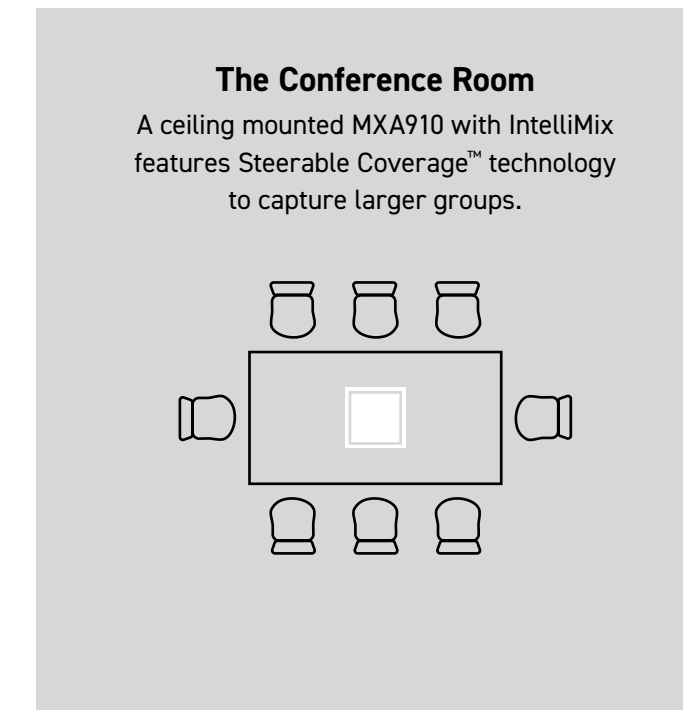 The Conference Room
A ceiling mounted MXA910 with IntelliMix
features Steerable Coverage™ technology
to capture larger groups.